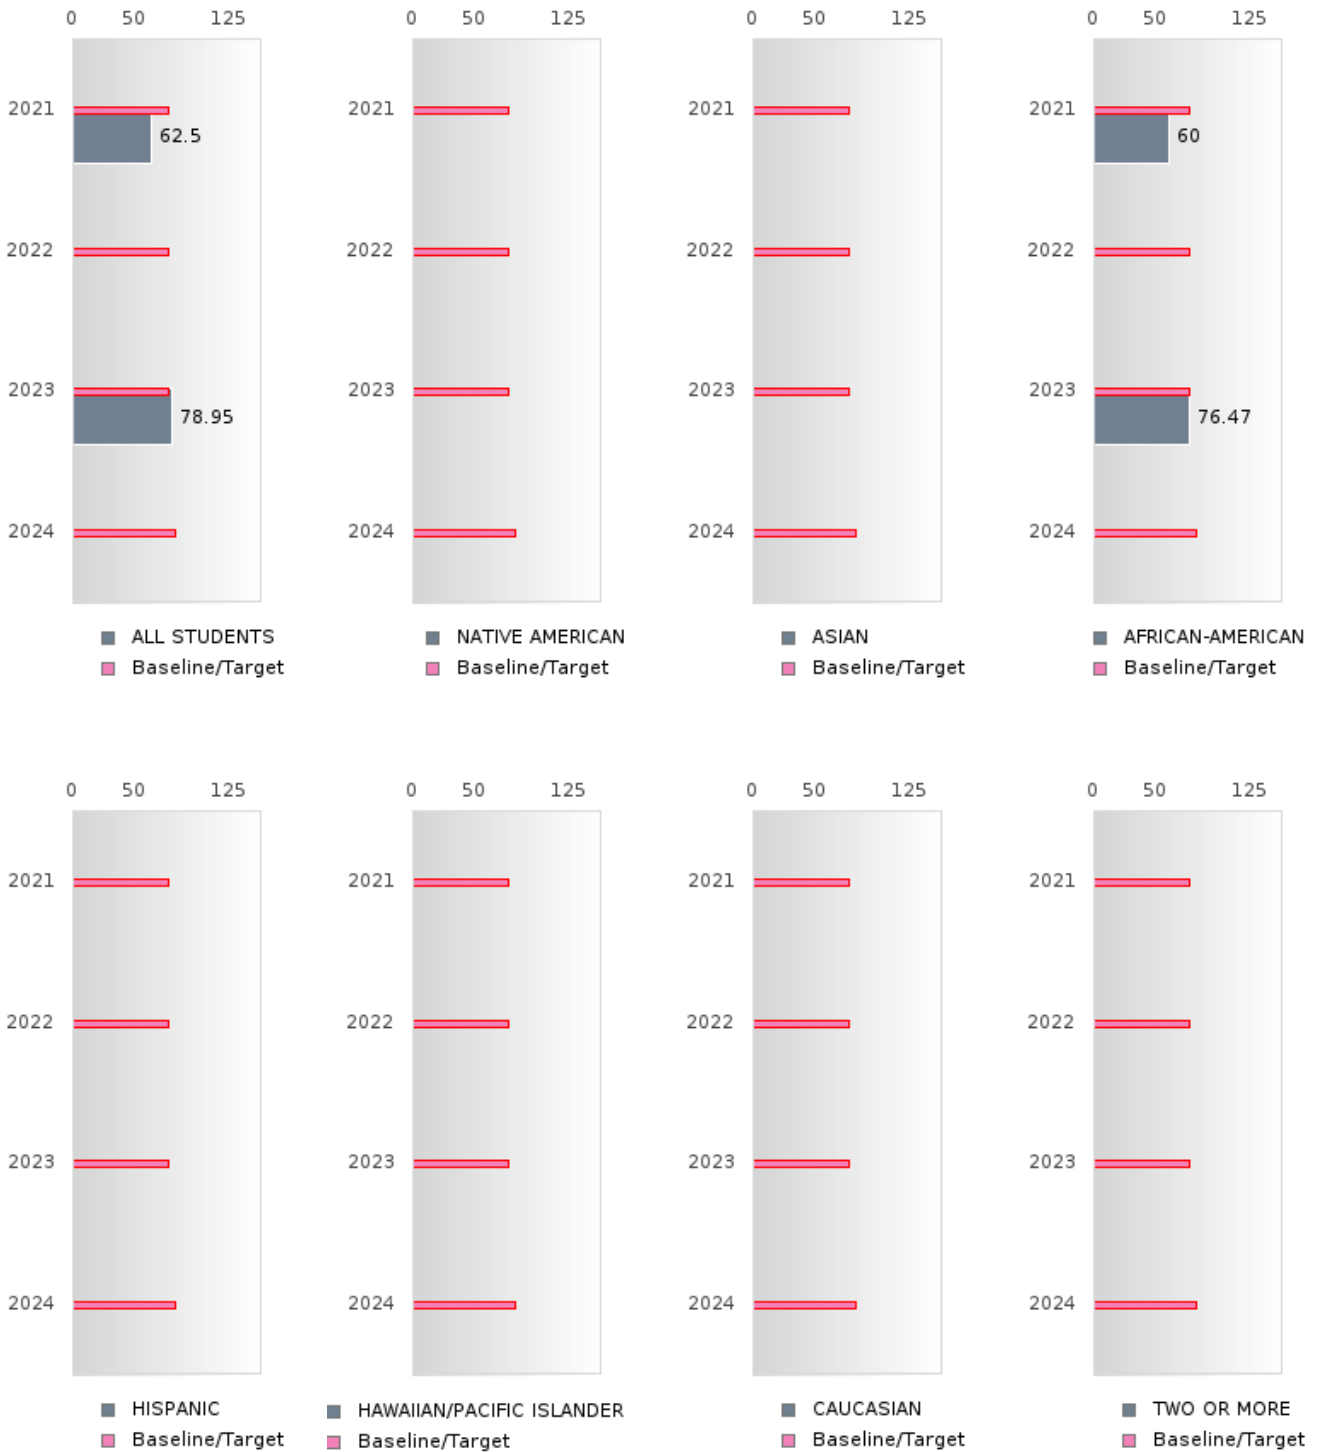 0 50 125 0 50 125 0 50 125 0 50 125
2021 2021 2021 2021
62.5 60
2022 2022 2022 2022
2023 2023 2023 2023
78.95 76.47
2024 2024 2024 2024
ALL STUDENTS NATIVE AMERICAN ASIAN AFRICAN-AMERICAN
Baseline/Target Baseline/Target Baseline/Target Baseline/Target
0 50 125 0 50 125 0 50 125 0 50 125
2021 2021 2021 2021
2022 2022 2022 2022
2023 2023 2023 2023
2024 2024 2024 2024
HISPANIC HAWAIIAN/PACIFIC ISLANDER CAUCASIAN TWO OR MORE
Baseline/Target Baseline/Target Baseline/Target Baseline/Target